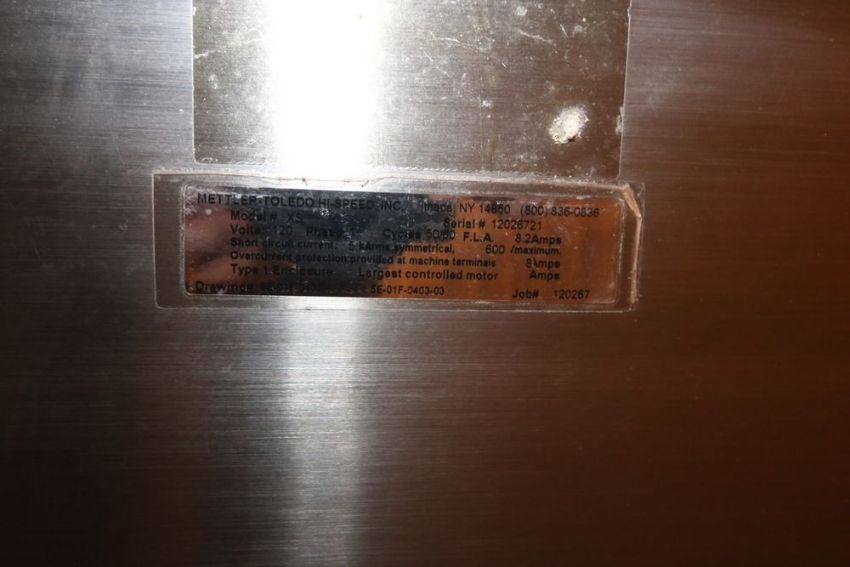 METTLER-TOLEDO HI-SPEED, INC. Ithaca, NY 14850 (800) 836-0836
Model # XS Serial # 12026721
Volts 120 Phase Cycles 50/60 F.L.A. 8.2Amps
Short circuit current: 5 kArms symmetrical, 600 /maximum.
Overcurrent protection provided at machine terminals Amps
Type 1 Enclosure Largest controlled motor Amps
Drawing# 5E-01F-0403-03 Job# 120267